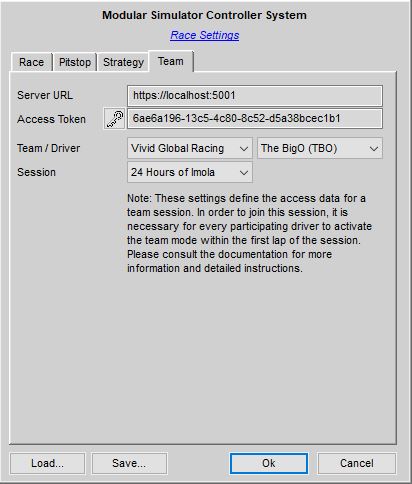 Modular Simulator Controller System
Race Settings
Race Pitstop Strategy Team
Server URL https://localhost:5001
Access Token 6ae6a196-13c5-4c80-8c52-d5a38bcec1b1
Team / Driver Vivid Global Racing The BigO (TBO)
Session 24 Hours of Imola
Note: These settings define the access data for a
team session. In order to join this session, it is
necessary for every participating driver to activate
the team mode within the first lap of the session.
Please consult the documentation for more
information and detailed instructions.
Load... Save... Ok Cancel